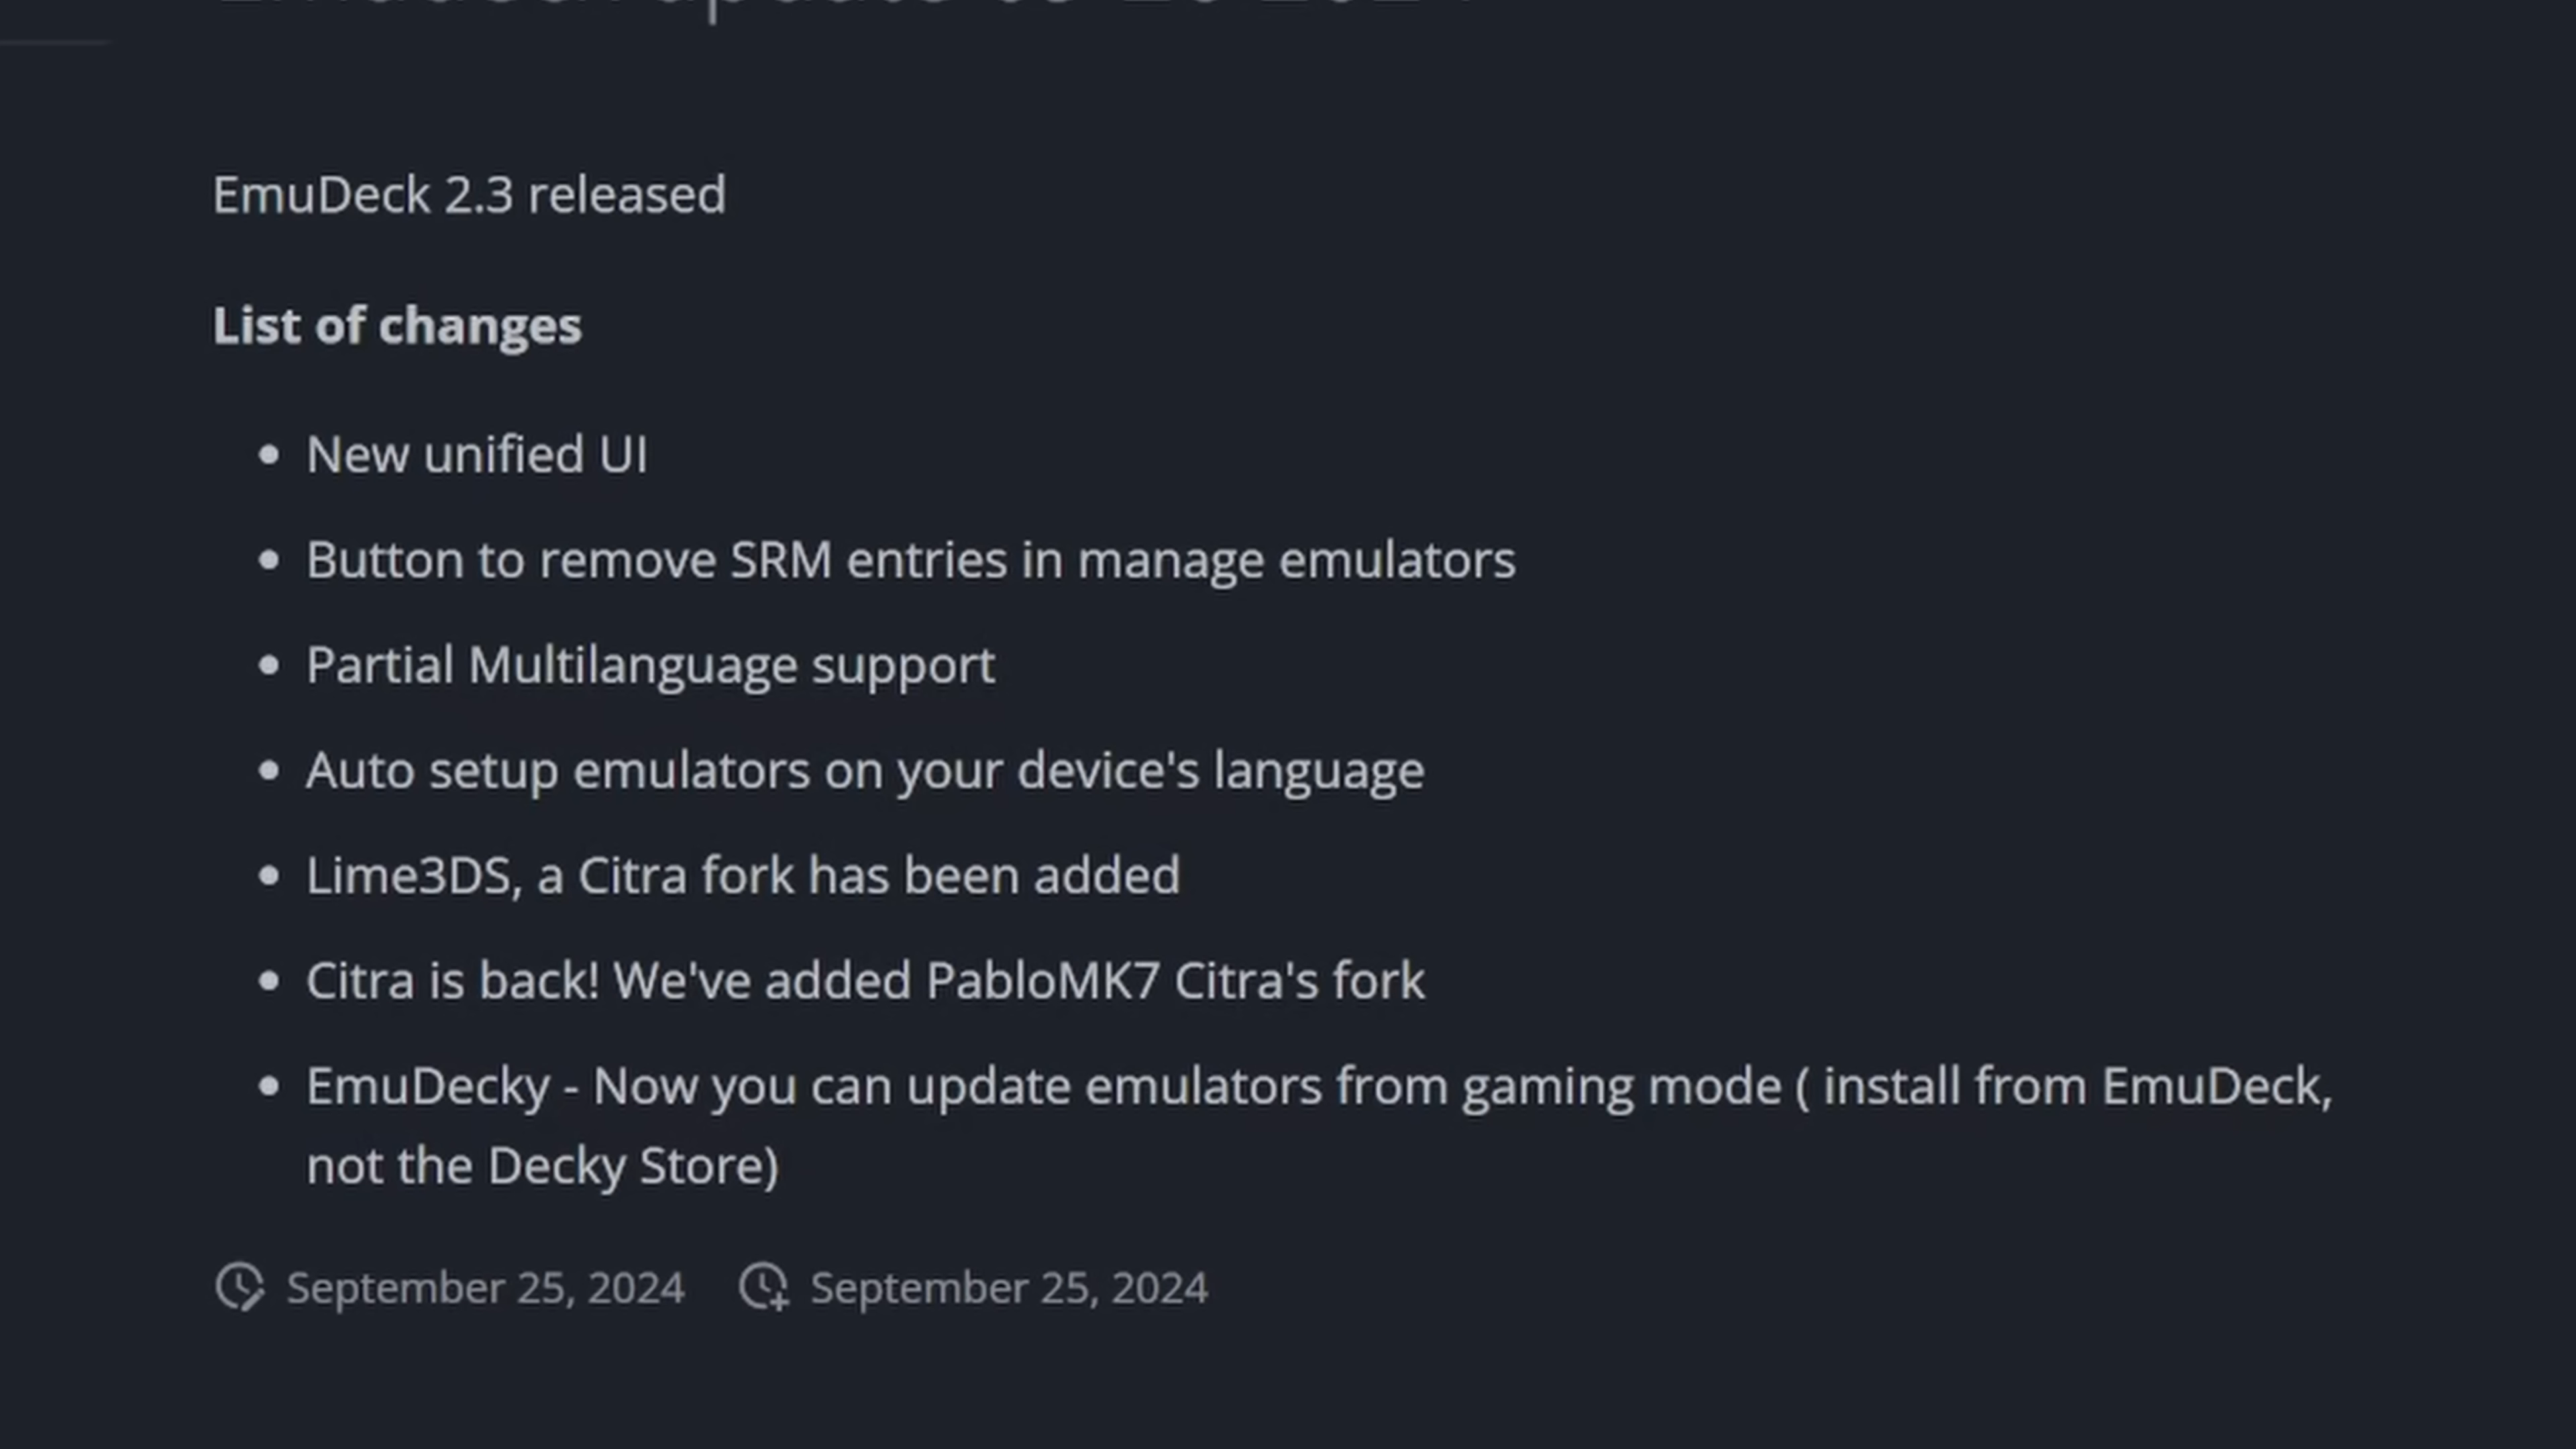 EmuDeck 2.3 released
List of changes
• New unified UI
• Button to remove SRM entries in manage emulators
• Partial Multilanguage support
• Auto setup emulators on your device's language
• Lime3DS, a Citra fork has been added
• Citra is back! We've added PabloMK7 Citra's fork
• EmuDecky - Now you can update emulators from gaming mode ( install from EmuDeck,
not the Decky Store)
September 25, 2024 September 25, 2024